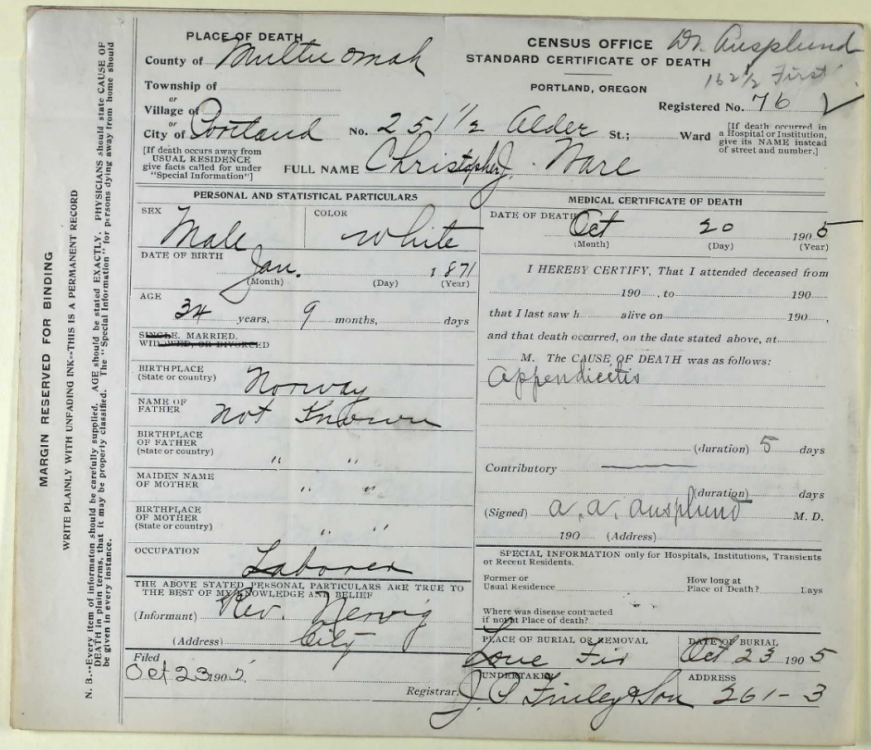 PLACE OF DEATH
County of Multnomah
Township of
or
Village of
or
City of Portland No. 251 1/2 Alder St.; Ward
[If death occurs away from
USUAL RESIDENCE
give facts called for under
"Special Information"]
[If death occurred in
a Hospital or Institution,
give its NAME instead
of street and number.]
CENSUS OFFICE Dr. Ausplund
STANDARD CERTIFICATE OF DEATH
162 1/2 First
PORTLAND, OREGON
Registered No. 76
FULL NAME Christopher J. Ware
MARGIN RESERVED FOR BINDING
WRITE PLAINLY WITH UNFADING INK--THIS IS A PERMANENT RECORD
N. B.--Every item of informaton should be carefully supplied. AGE should be stated EXACTLY. PHYSICIANS should state CAUSE OF
DEATH in plain terms, that it may be properly classified. The "Special Information" for persons dying away from home should
be given in every instance.
PERSONAL AND STATISTICAL PARTICULARS
SEX Male
COLOR White
DATE OF BIRTH
Jan. 1871
(Month) (Day) (Year)
AGE
34 years, 9 months, days
SINGLE, MARRIED,
WIDOWED, OR DIVORCED
BIRTHPLACE
(State or country) Norway
NAME OF
FATHER Not Known
BIRTHPLACE
OF FATHER
(State or country) " "
MAIDEN NAME
OF MOTHER " "
BIRTHPLACE
OF MOTHER
(State or country) " "
OCCUPATION Laborer
THE ABOVE STATED PERSONAL PARTICULARS ARE TRUE TO
THE BEST OF MY KNOWLEDGE AND BELIEF
(Informant) Rev. Nervig
(Address) City
Filed
Oct 23 1905
Registrar
MEDICAL CERTIFICATE OF DEATH
DATE OF DEATH Oct 20 1905
(Month) (Day) (Year)
I HEREBY CERTIFY, That I attended deceased from
190 , to 190
that I last saw h alive on 190 ,
and that death occurred, on the date stated above, at
M. The CAUSE OF DEATH was as follows:
Appendicetis
(duration) 5 days
Contributory
(duration) days
(Signed) A. A. Ausplund M. D.
190 (Address)
SPECIAL INFORMATION only for Hospitals, Institutions, Transients
or Recent Residents.
Former or
Usual Residence
How long at
Place of Death? Days
Where was disease contracted
if not at Place of death?
PLACE OF BURIAL OR REMOVAL
Lone Fir
DATE OF BURIAL
Oct 23 1905
UNDERTAKER
J. P. Finley & Son
ADDRESS
261-3